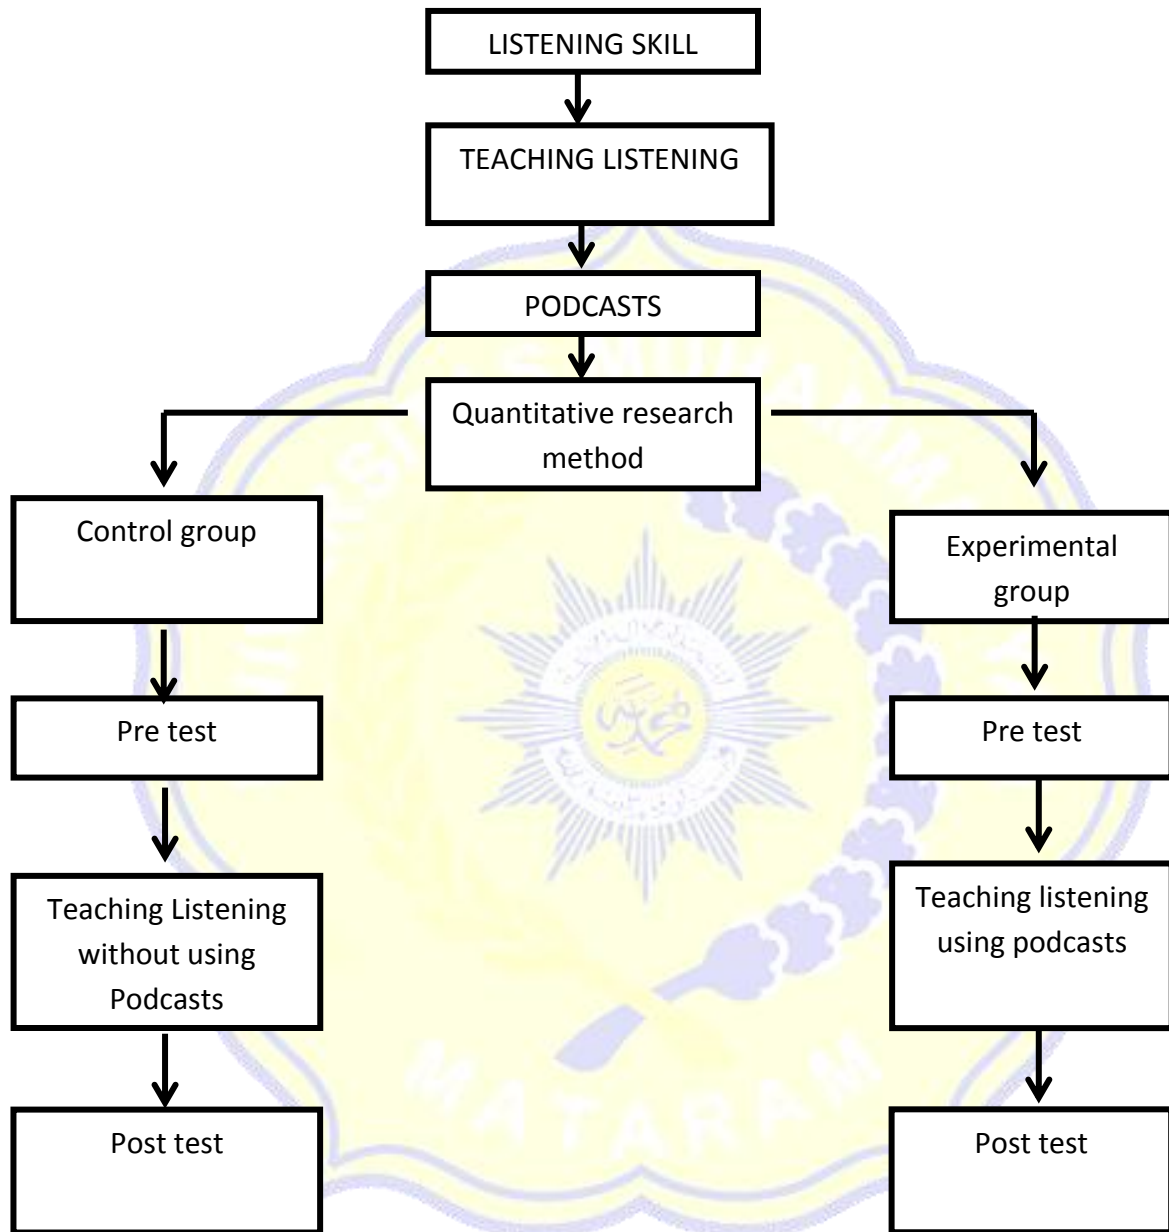 LISTENING SKILL
TEACHING LISTENING
PODCASTS
Quantitative research
method
Control group
Experimental
group
Pre test
Pre test
Teaching Listening
without using
Podcasts
Teaching listening
using podcasts
Post test
Post test
MATARAM